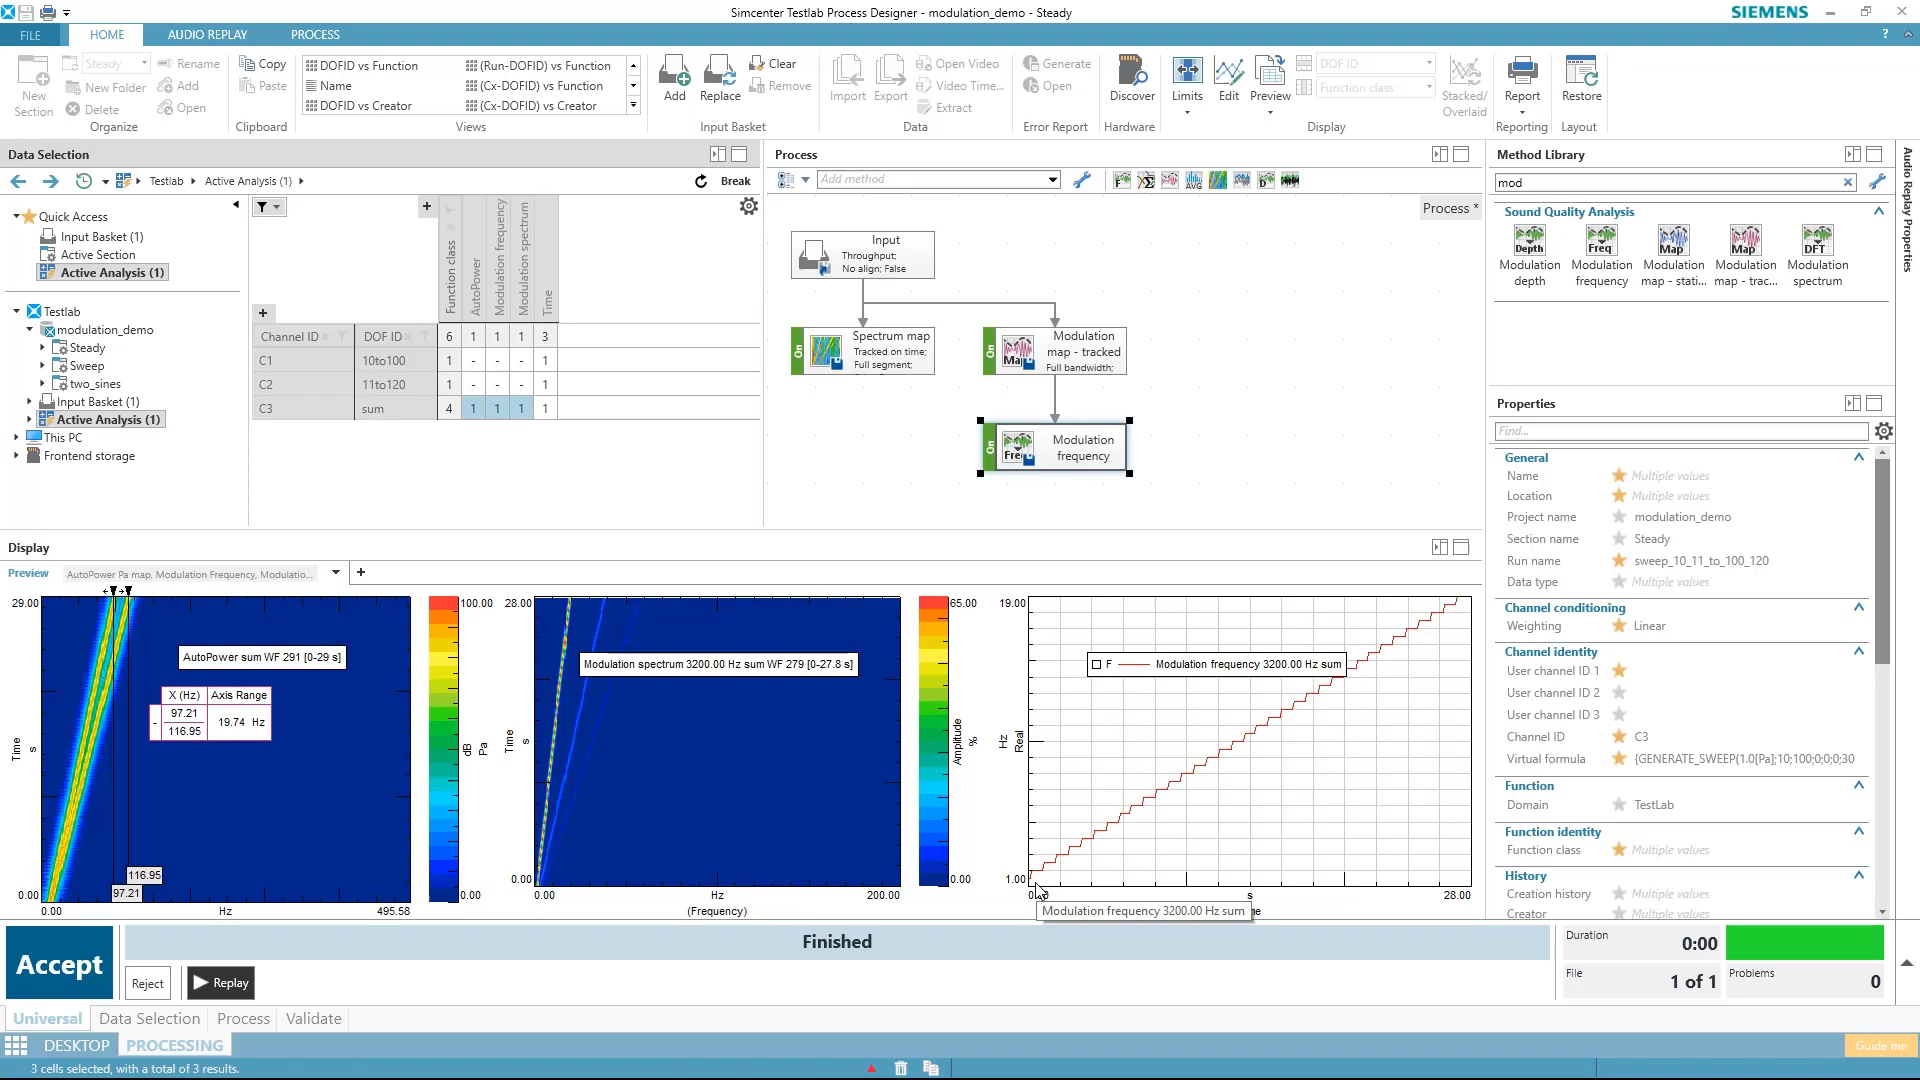 Simcenter Testlab Process Designer - modulation_demo - Steady
SIEMENS
FILE HOME AUDIO REPLAY PROCESS
?
New Section
Steady
New Folder
Delete
Rename
Add
Open
Organize
Copy
Paste
Clipboard
DOFID vs Function
Name
DOFID vs Creator
(Run-DOFID) vs Function
(Cx-DOFID) vs Function
(Cx-DOFID) vs Creator
Views
Add
Replace
Clear
Remove
Input Basket
Import
Export
Open Video
Video Time...
Extract
Data
Generate
Open
Error Report
Discover
Hardware
Limits
Edit
Preview
DOF ID
Function class
Stacked/
Overlaid
Display
Report
Reporting
Restore
Layout
Data Selection
Testlab
Active Analysis (1)
Break
Quick Access
Input Basket (1)
Active Section
Active Analysis (1)
Testlab
modulation_demo
Steady
Sweep
two_sines
Input Basket (1)
Active Analysis (1)
This PC
Frontend storage
Function class
AutoPower
Modulation frequency
Modulation spectrum
Time
Channel ID DOF ID 6 1 1 1 3
C1 10to100 1 - - - 1
C2 11to120 1 - - - 1
C3 sum 4 1 1 1 1
Process
Add method
AVG
Process *
Input
Throughput;
No align; False
On
Spectrum map
Tracked on time;
Full segment;
On
Modulation
map - tracked
Full bandwidth;
On
Modulation
frequency
Method Library
mod
Sound Quality Analysis
Depth
Modulation
depth
Freq
Modulation
frequency
Map
Modulation
map - stati...
Map
Modulation
map - trac...
DFT
Modulation
spectrum
Audio Replay Properties
Properties
Find...
General
Name Multiple values
Location Multiple values
Project name modulation_demo
Section name Steady
Run name sweep_10_11_to_100_120
Data type Multiple values
Channel conditioning
Weighting Linear
Channel identity
User channel ID 1
User channel ID 2
User channel ID 3
Channel ID C3
Virtual formula {GENERATE_SWEEP(1.0[Pa];10;100;0;0;0;30
Function
Domain TestLab
Function identity
Function class Multiple values
History
Creation history Multiple values
Creator Multiple values
Display
Preview
AutoPower Pa map, Modulation Frequency, Modulatio...
29.00
Time
s
0.00
AutoPower sum WF 291 [0-29 s]
X (Hz) Axis Range
- 97.21
116.95
19.74 Hz
116.95
97.21
0.00 Hz 495.58
100.00
dB
Pa
0.00
28.00
Time
s
0.00
Modulation spectrum 3200.00 Hz sum WF 279 [0-27.8 s]
0.00 Hz 200.00
(Frequency)
65.00
Amplitude
%
0.00
19.00
Hz
Real
1.00
F Modulation frequency 3200.00 Hz sum
s 28.00
Modulation frequency 3200.00 Hz sum
Accept
Finished
Reject
Replay
Duration
0:00
File
1 of 1
Problems
0
Universal Data Selection Process Validate
DESKTOP PROCESSING
Guide me
3 cells selected, with a total of 3 results.